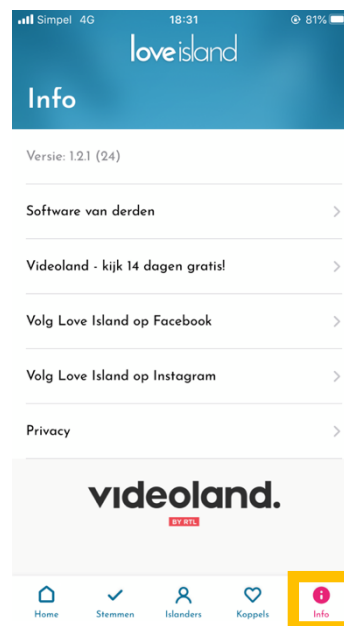 Simpel 4G 18:31 81%
love island
Info
Versie: 1.2.1 (24)
Software van derden
Videoland - kijk 14 dagen gratis!
Volg Love Island op Facebook
Volg Love Island op Instagram
Privacy
videoland.
BY RTL
Home Stemmen Islanders Koppels Info